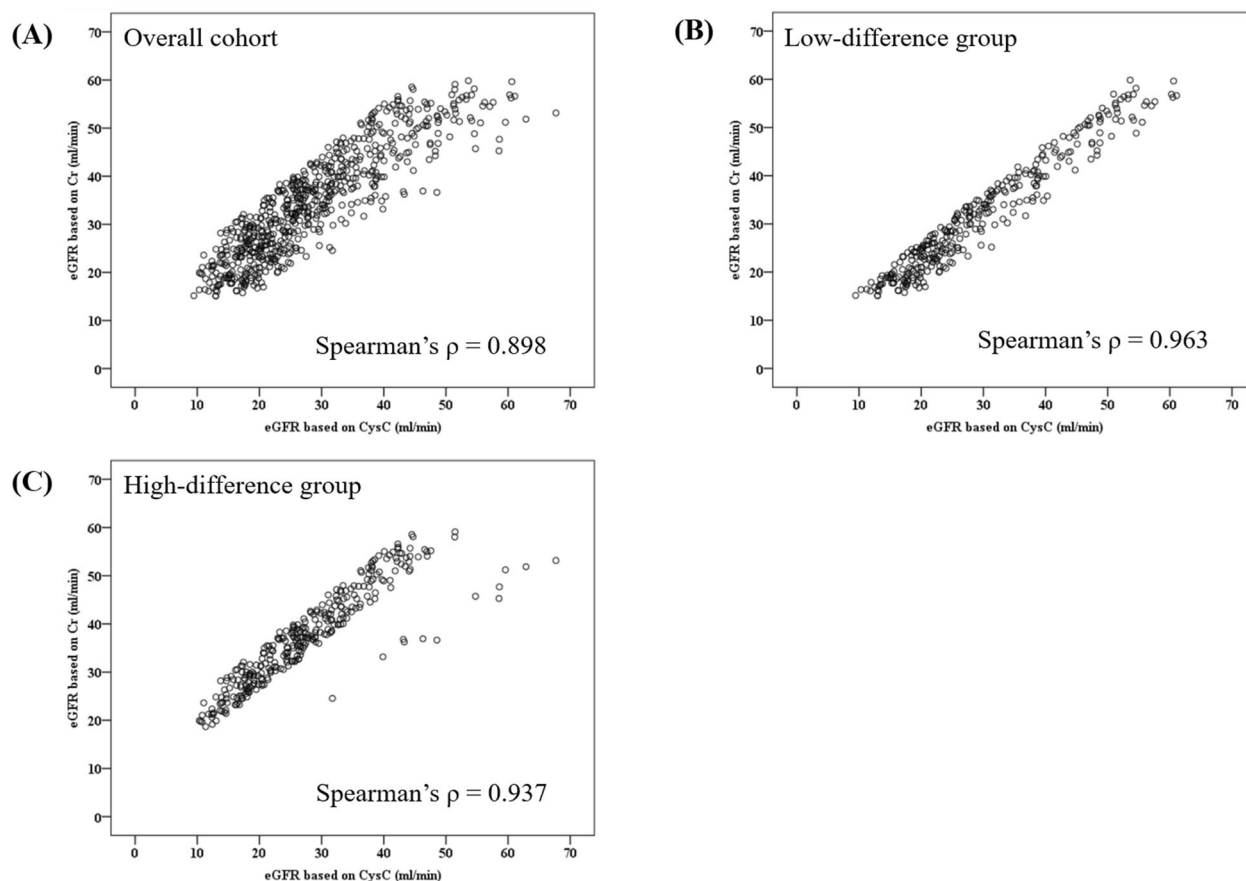 (A)
Overall cohort
70
60
50
40
30
20
10
0
eGFR based on Cr (ml/min)
Spearman’s ρ = 0.898
0 10 20 30 40 50 60 70
eGFR based on CysC (ml/min)
(B)
Low-difference group
70
60
50
40
30
20
10
0
eGFR based on Cr (ml/min)
Spearman’s ρ = 0.963
0 10 20 30 40 50 60 70
eGFR based on CysC (ml/min)
(C)
High-difference group
70
60
50
40
30
20
10
0
eGFR based on Cr (ml/min)
Spearman’s ρ = 0.937
0 10 20 30 40 50 60 70
eGFR based on CysC (ml/min)